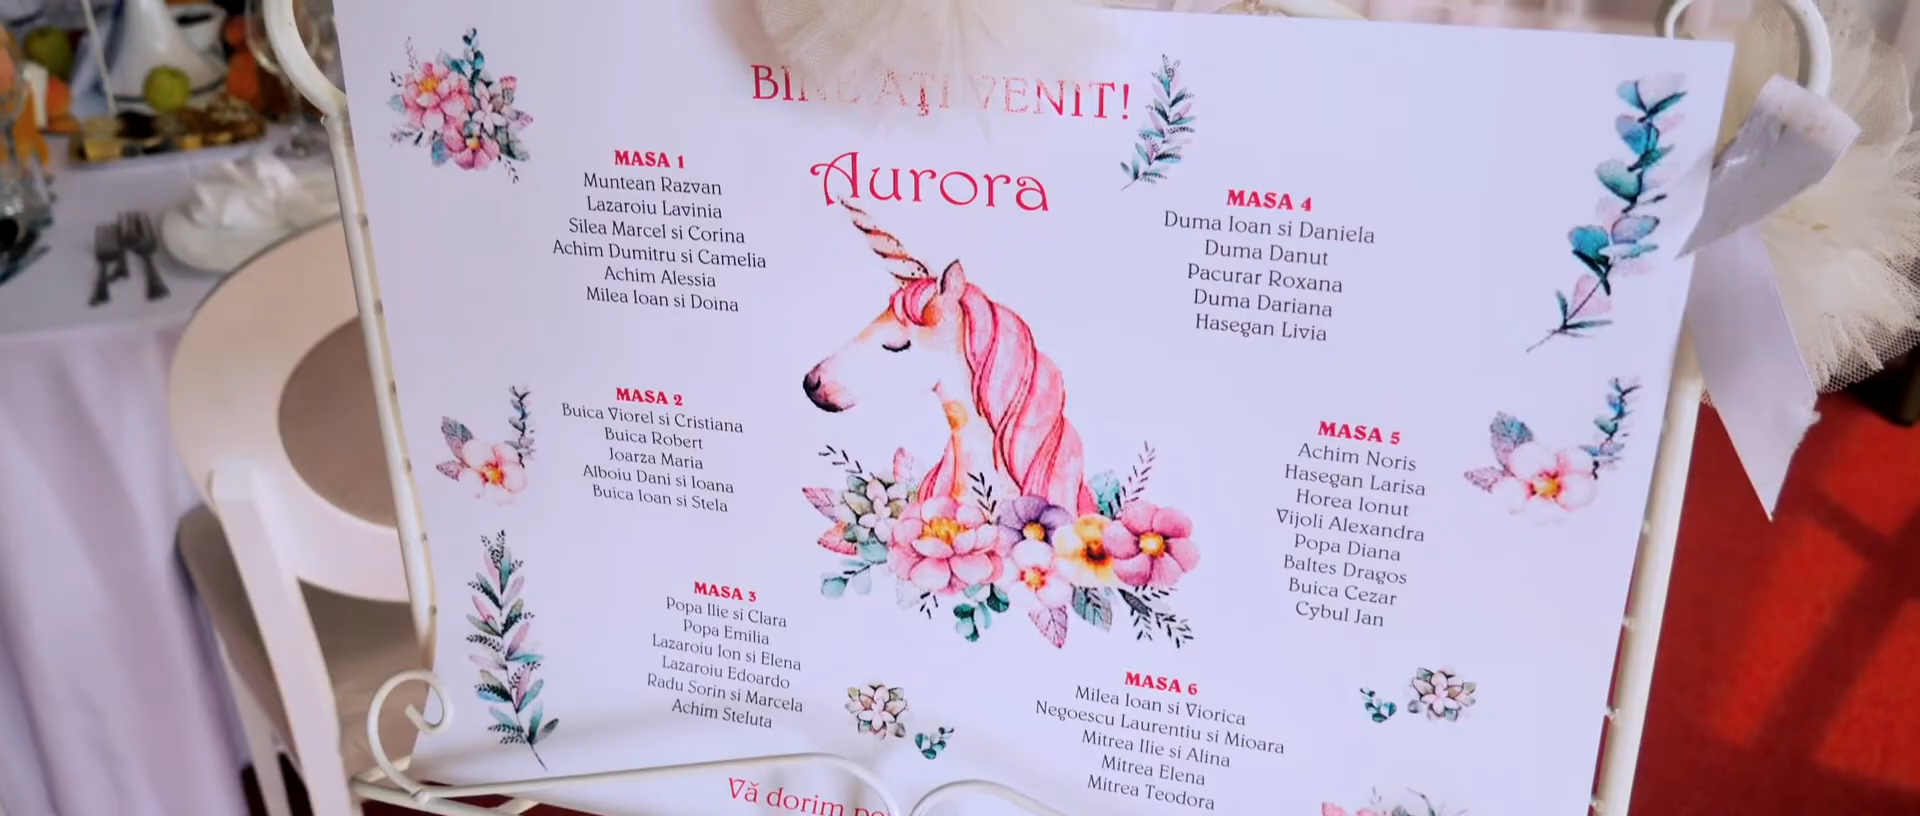 BINE AȚI VENIT!
Aurora
MASA 1
Muntean Razvan
Lazaroiu Lavinia
Silea Marcel si Corina
Achim Dumitru si Camelia
Achim Alessia
Milea Ioan si Doina
MASA 2
Buica Viorel si Cristiana
Buica Robert
Joarza Maria
Alboiu Dani si Ioana
Buica Ioan si Stela
MASA 3
Popa Ilie si Clara
Popa Emilia
Lazaroiu Ion si Elena
Lazaroiu Edoardo
Radu Sorin si Marcela
Achim Steluta
MASA 4
Duma Ioan si Daniela
Duma Danut
Pacurar Roxana
Duma Dariana
Hasegan Livia
MASA 5
Achim Noris
Hasegan Larisa
Horea Ionut
Vijoli Alexandra
Popa Diana
Baltes Dragos
Buica Cezar
Cybul Jan
MASA 6
Milea Ioan si Viorica
Negoescu Laurentiu si Mioara
Mitrea Ilie si Alina
Mitrea Elena
Mitrea Teodora
Vă dorim